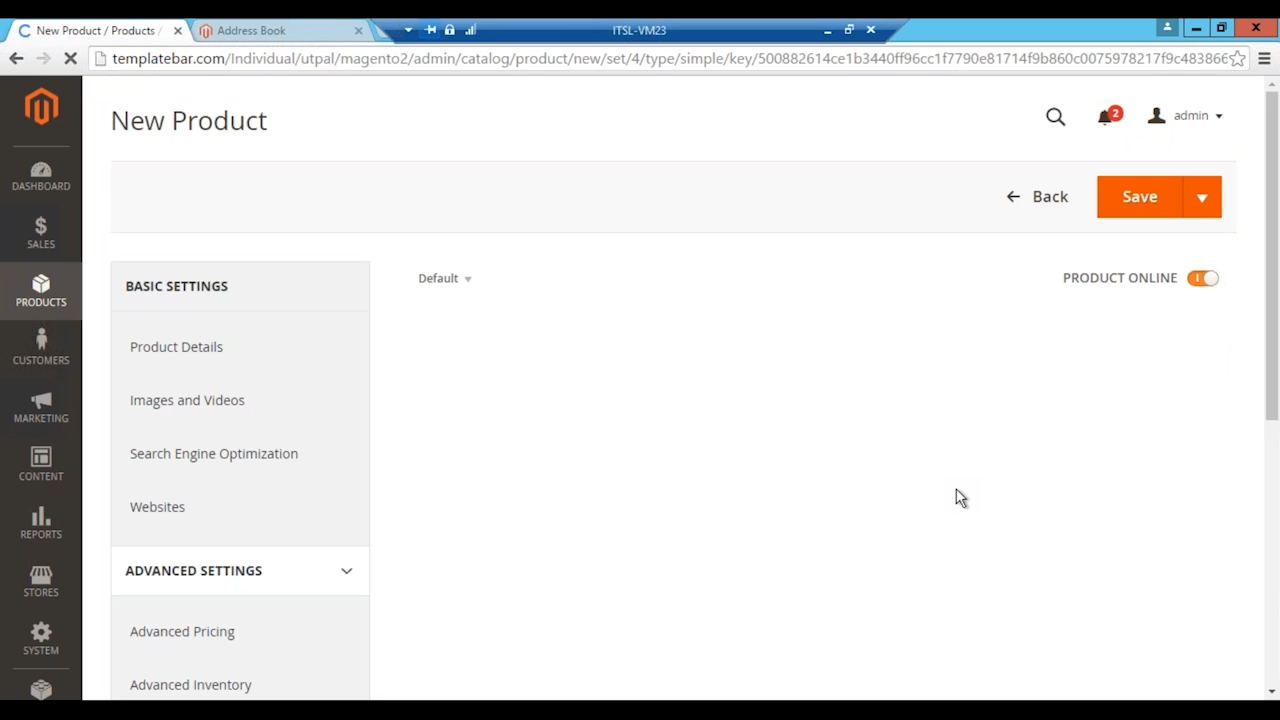 New Product / Products /
Address Book
ITSL-VM23
templatebar.com/Individual/utpal/magento2/admin/catalog/product/new/set/4/type/simple/key/500882614ce1b3440ff96cc1f7790e81714f9b860c0075978217f9c483866
New Product
2
admin
DASHBOARD
SALES
PRODUCTS
CUSTOMERS
MARKETING
CONTENT
REPORTS
STORES
SYSTEM
Back
Save
BASIC SETTINGS
Product Details
Images and Videos
Search Engine Optimization
Websites
ADVANCED SETTINGS
Advanced Pricing
Advanced Inventory
Default
PRODUCT ONLINE